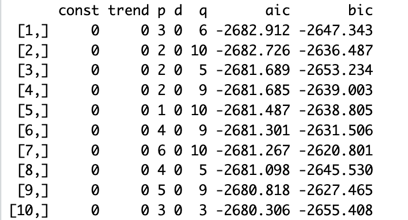 const trend p d q aic bic
[1,] 0 0 3 0 6 -2682.912 -2647.343
[2,] 0 0 2 0 10 -2682.726 -2636.487
[3,] 0 0 2 0 5 -2681.689 -2653.234
[4,] 0 0 2 0 9 -2681.685 -2639.003
[5,] 0 0 1 0 10 -2681.487 -2638.805
[6,] 0 0 4 0 9 -2681.301 -2631.506
[7,] 0 0 6 0 10 -2681.267 -2620.801
[8,] 0 0 4 0 5 -2681.098 -2645.530
[9,] 0 0 5 0 9 -2680.818 -2627.465
[10,] 0 0 3 0 3 -2680.306 -2655.408